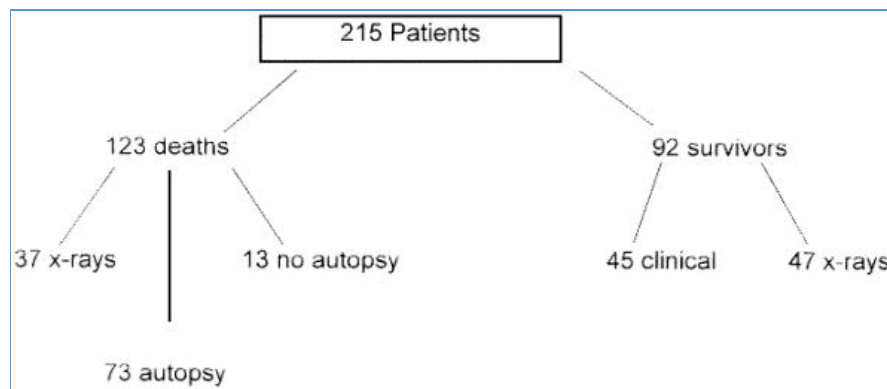 215 Patients
123 deaths
92 survivors
37 x-rays
13 no autopsy
45 clinical
47 x-rays
73 autopsy